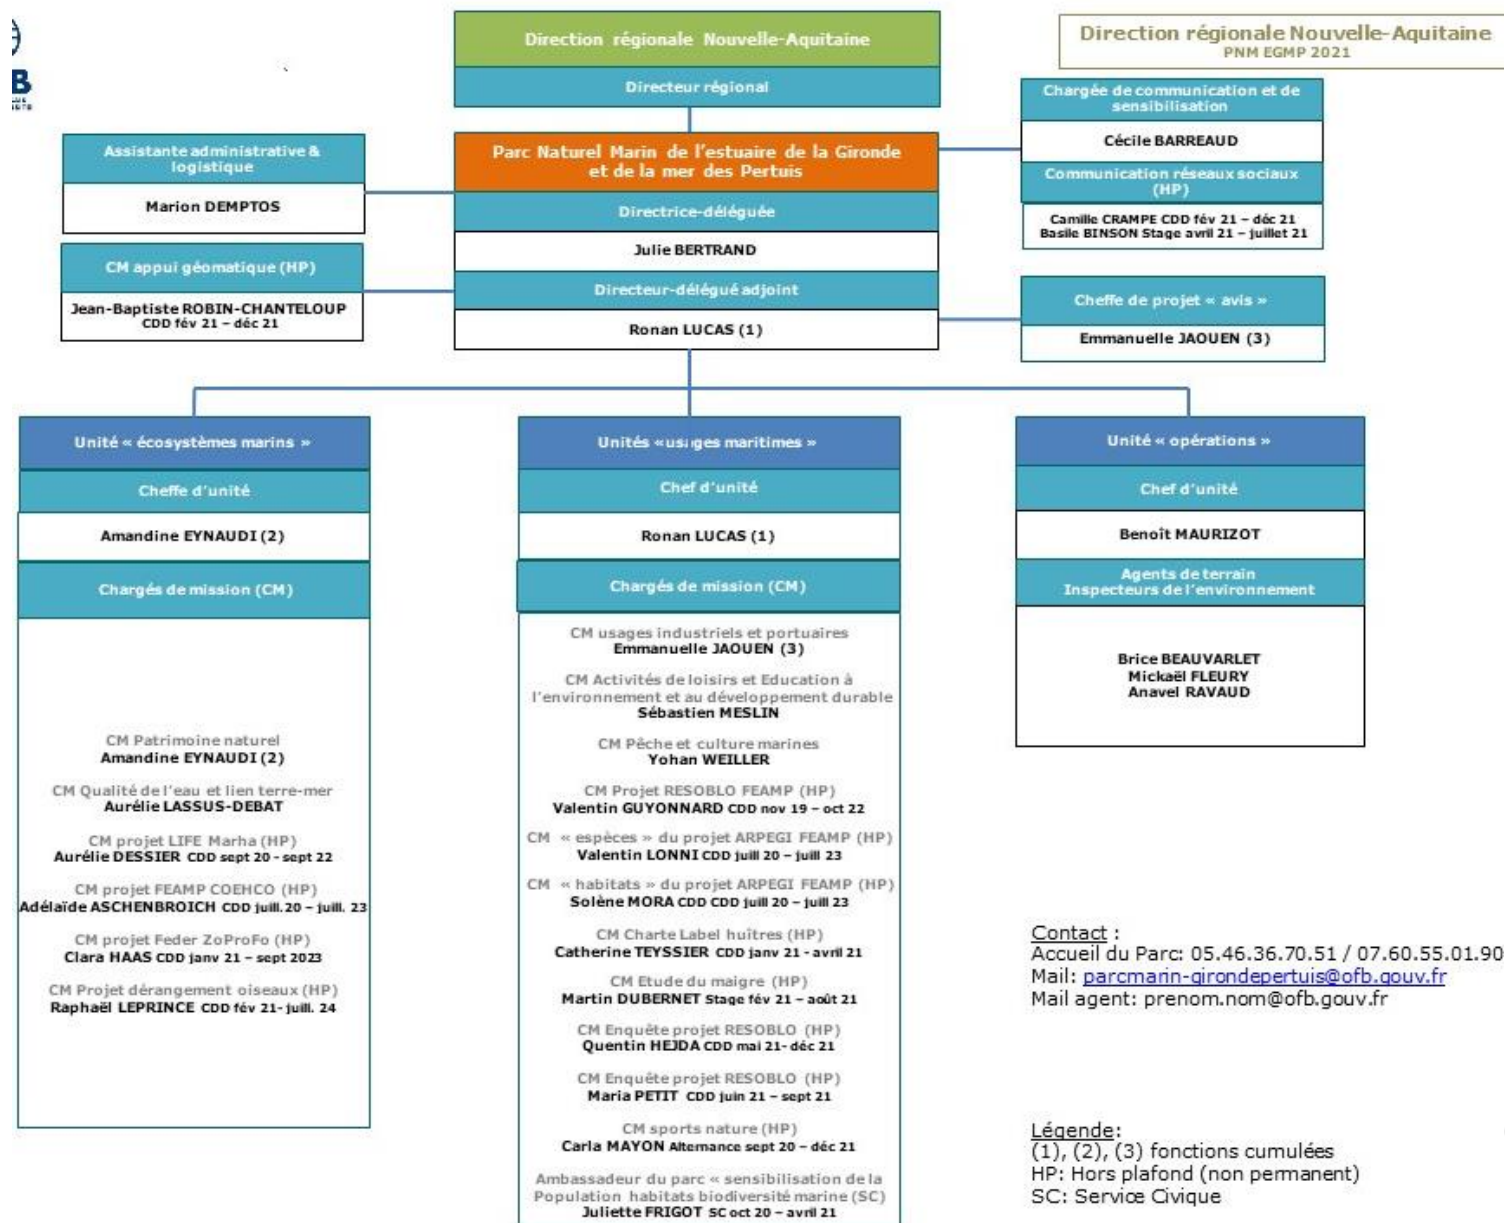 B
Direction régionale Nouvelle-Aquitaine
Directeur régional
Direction régionale Nouvelle-Aquitaine
PNM EGMP 2021
Parc Naturel Marin de l'estuaire de la Gironde
et de la mer des Pertuis
Directrice-déléguée
Julie BERTRAND
Directeur-délégué adjoint
Ronan LUCAS (1)
Assistante administrative &
logistique
Marion DEMPTOS
CM appui géomatique (HP)
Jean-Baptiste ROBIN-CHANTELOUP
CDD fév 21 – déc 21
Chargée de communication et de
sensibilisation
Cécile BARREAUD
Communication réseaux sociaux
(HP)
Camille CRAMPE CDD fév 21 – déc 21
Basile BINSON Stage avril 21 – juillet 21
Cheffe de projet « avis »
Emmanuelle JAOUEN (3)
Unité « écosystèmes marins »
Cheffe d'unité
Amandine EYNAUDI (2)
Chargés de mission (CM)
CM Patrimoine naturel
Amandine EYNAUDI (2)
CM Qualité de l'eau et lien terre-mer
Aurélie LASSUS-DEBAT
CM projet LIFE Marha (HP)
Aurélie DESSIER CDD sept 20 - sept 22
CM projet FEAMP COEHCO (HP)
Adélaïde ASCHENBROICH CDD juill. 20 – juill. 23
CM projet Feder ZoProFo (HP)
Clara HAAS CDD janv 21 – sept 2023
CM Projet dérangement oiseaux (HP)
Raphaël LEPRINCE CDD fév 21- juill. 24
Unités «usages maritimes »
Chef d'unité
Ronan LUCAS (1)
Chargés de mission (CM)
CM usages industriels et portuaires
Emmanuelle JAOUEN (3)
CM Activités de loisirs et Education à
l'environnement et au développement durable
Sébastien MESLIN
CM Pêche et culture marines
Yohan WEILLER
CM Projet RESOBLO FEAMP (HP)
Valentin GUYONNARD CDD nov 19 – oct 22
CM « espèces » du projet ARPEGI FEAMP (HP)
Valentin LONNI CDD juill 20 – juill 23
CM « habitats » du projet ARPEGI FEAMP (HP)
Solène MORA CDD CDD juill 20 – juill 23
CM Charte Label huîtres (HP)
Catherine TEYSSIER CDD janv 21 - avril 21
CM Etude du maigre (HP)
Martin DUBERNET Stage fév 21 – août 21
CM Enquête projet RESOBLO (HP)
Quentin HEJDA CDD mai 21- déc 21
CM Enquête projet RESOBLO (HP)
Maria PETIT CDD juin 21 – sept 21
CM sports nature (HP)
Carla MAYON Alternance sept 20 – déc 21
Ambassadeur du parc « sensibilisation de la
Population habitats biodiversité marine (SC)
Juliette FRIGOT SC oct 20 – avril 21
Unité « opérations »
Chef d'unité
Benoît MAURIZOT
Agents de terrain
Inspecteurs de l'environnement
Brice BEAUVARLET
Mickaël FLEURY
Anavel RAVAUD
Contact :
Accueil du Parc: 05.46.36.70.51 / 07.60.55.01.90
Mail: parcmarin-girondepertuis@ofb.gouv.fr
Mail agent: prenom.nom@ofb.gouv.fr
Légende:
(1), (2), (3) fonctions cumulées
HP: Hors plafond (non permanent)
SC: Service Civique